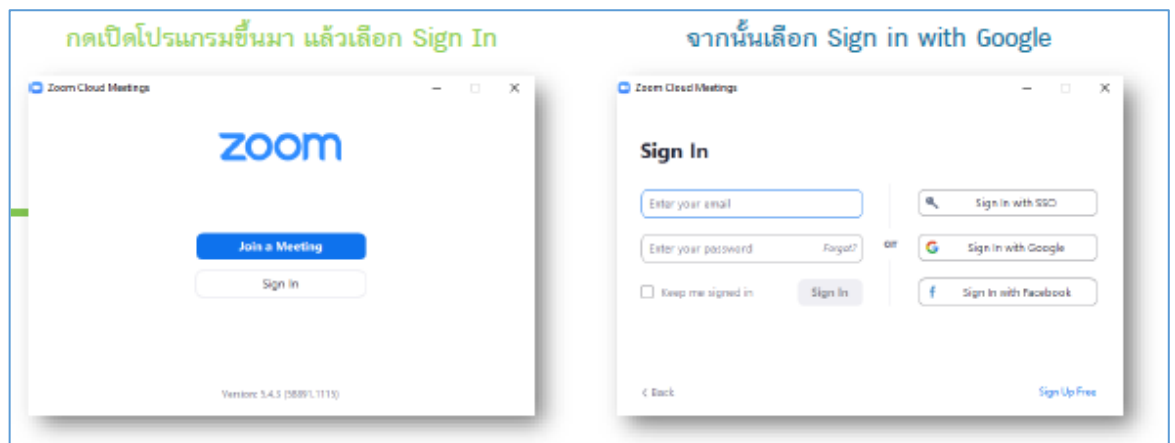 กดเปิดโปรแกรมขึ้นมา แล้วเลือก Sign In
Zoom Cloud Meetings
zoom
Join a Meeting
Sign In
Version: 5.4.3 (58891.1115)
จากนั้นเลือก Sign in with Google
Zoom Cloud Meetings
Sign In
Enter your email
Enter your password Forgot?
Keep me signed in Sign In
or
Sign In with SSO
Sign In with Google
Sign In with Facebook
< Back
Sign Up Free